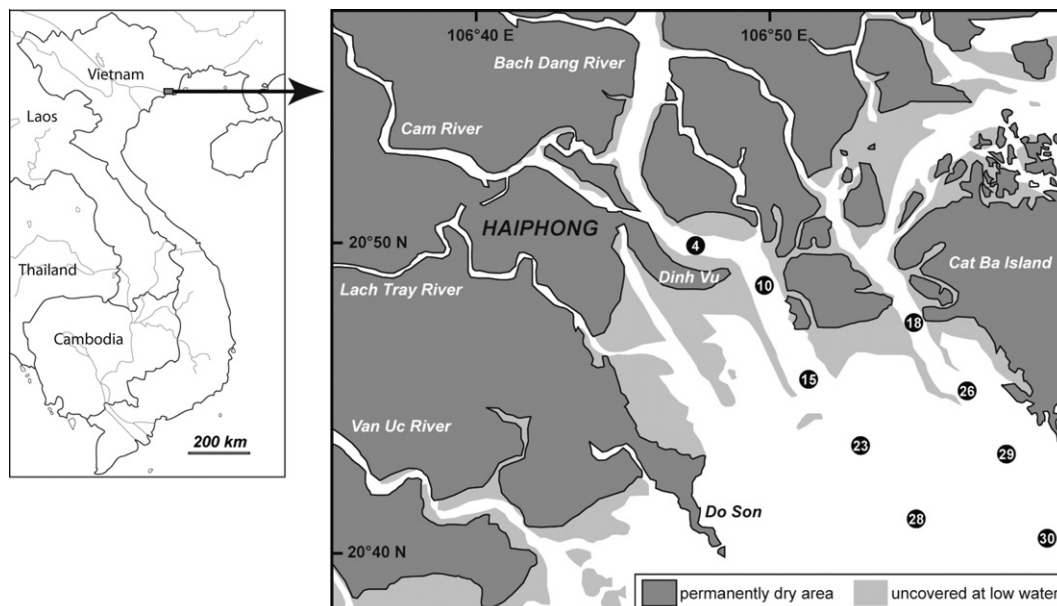 Vietnam
Laos
Thailand
Cambodia
200 km
106°40 E
106°50 E
Bach Dang River
Cam River
HAIPHONG
20°50 N
Lach Tray River
Dinh Vu
Cat Ba Island
Van Uc River
Do Son
20°40 N
4
10
18
15
26
23
29
28
30
permanently dry area
uncovered at low water